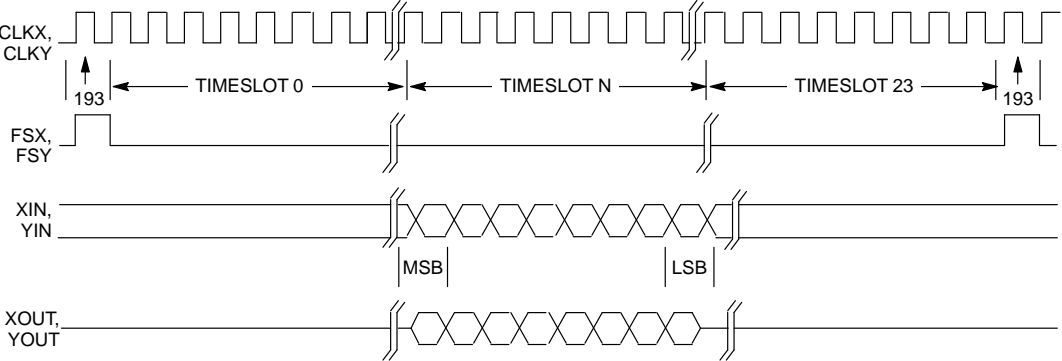 CLKX,
CLKY
TIMESLOT 0
TIMESLOT N
TIMESLOT 23
193
193
FSX,
FSY
XIN,
YIN
MSB
LSB
XOUT,
YOUT